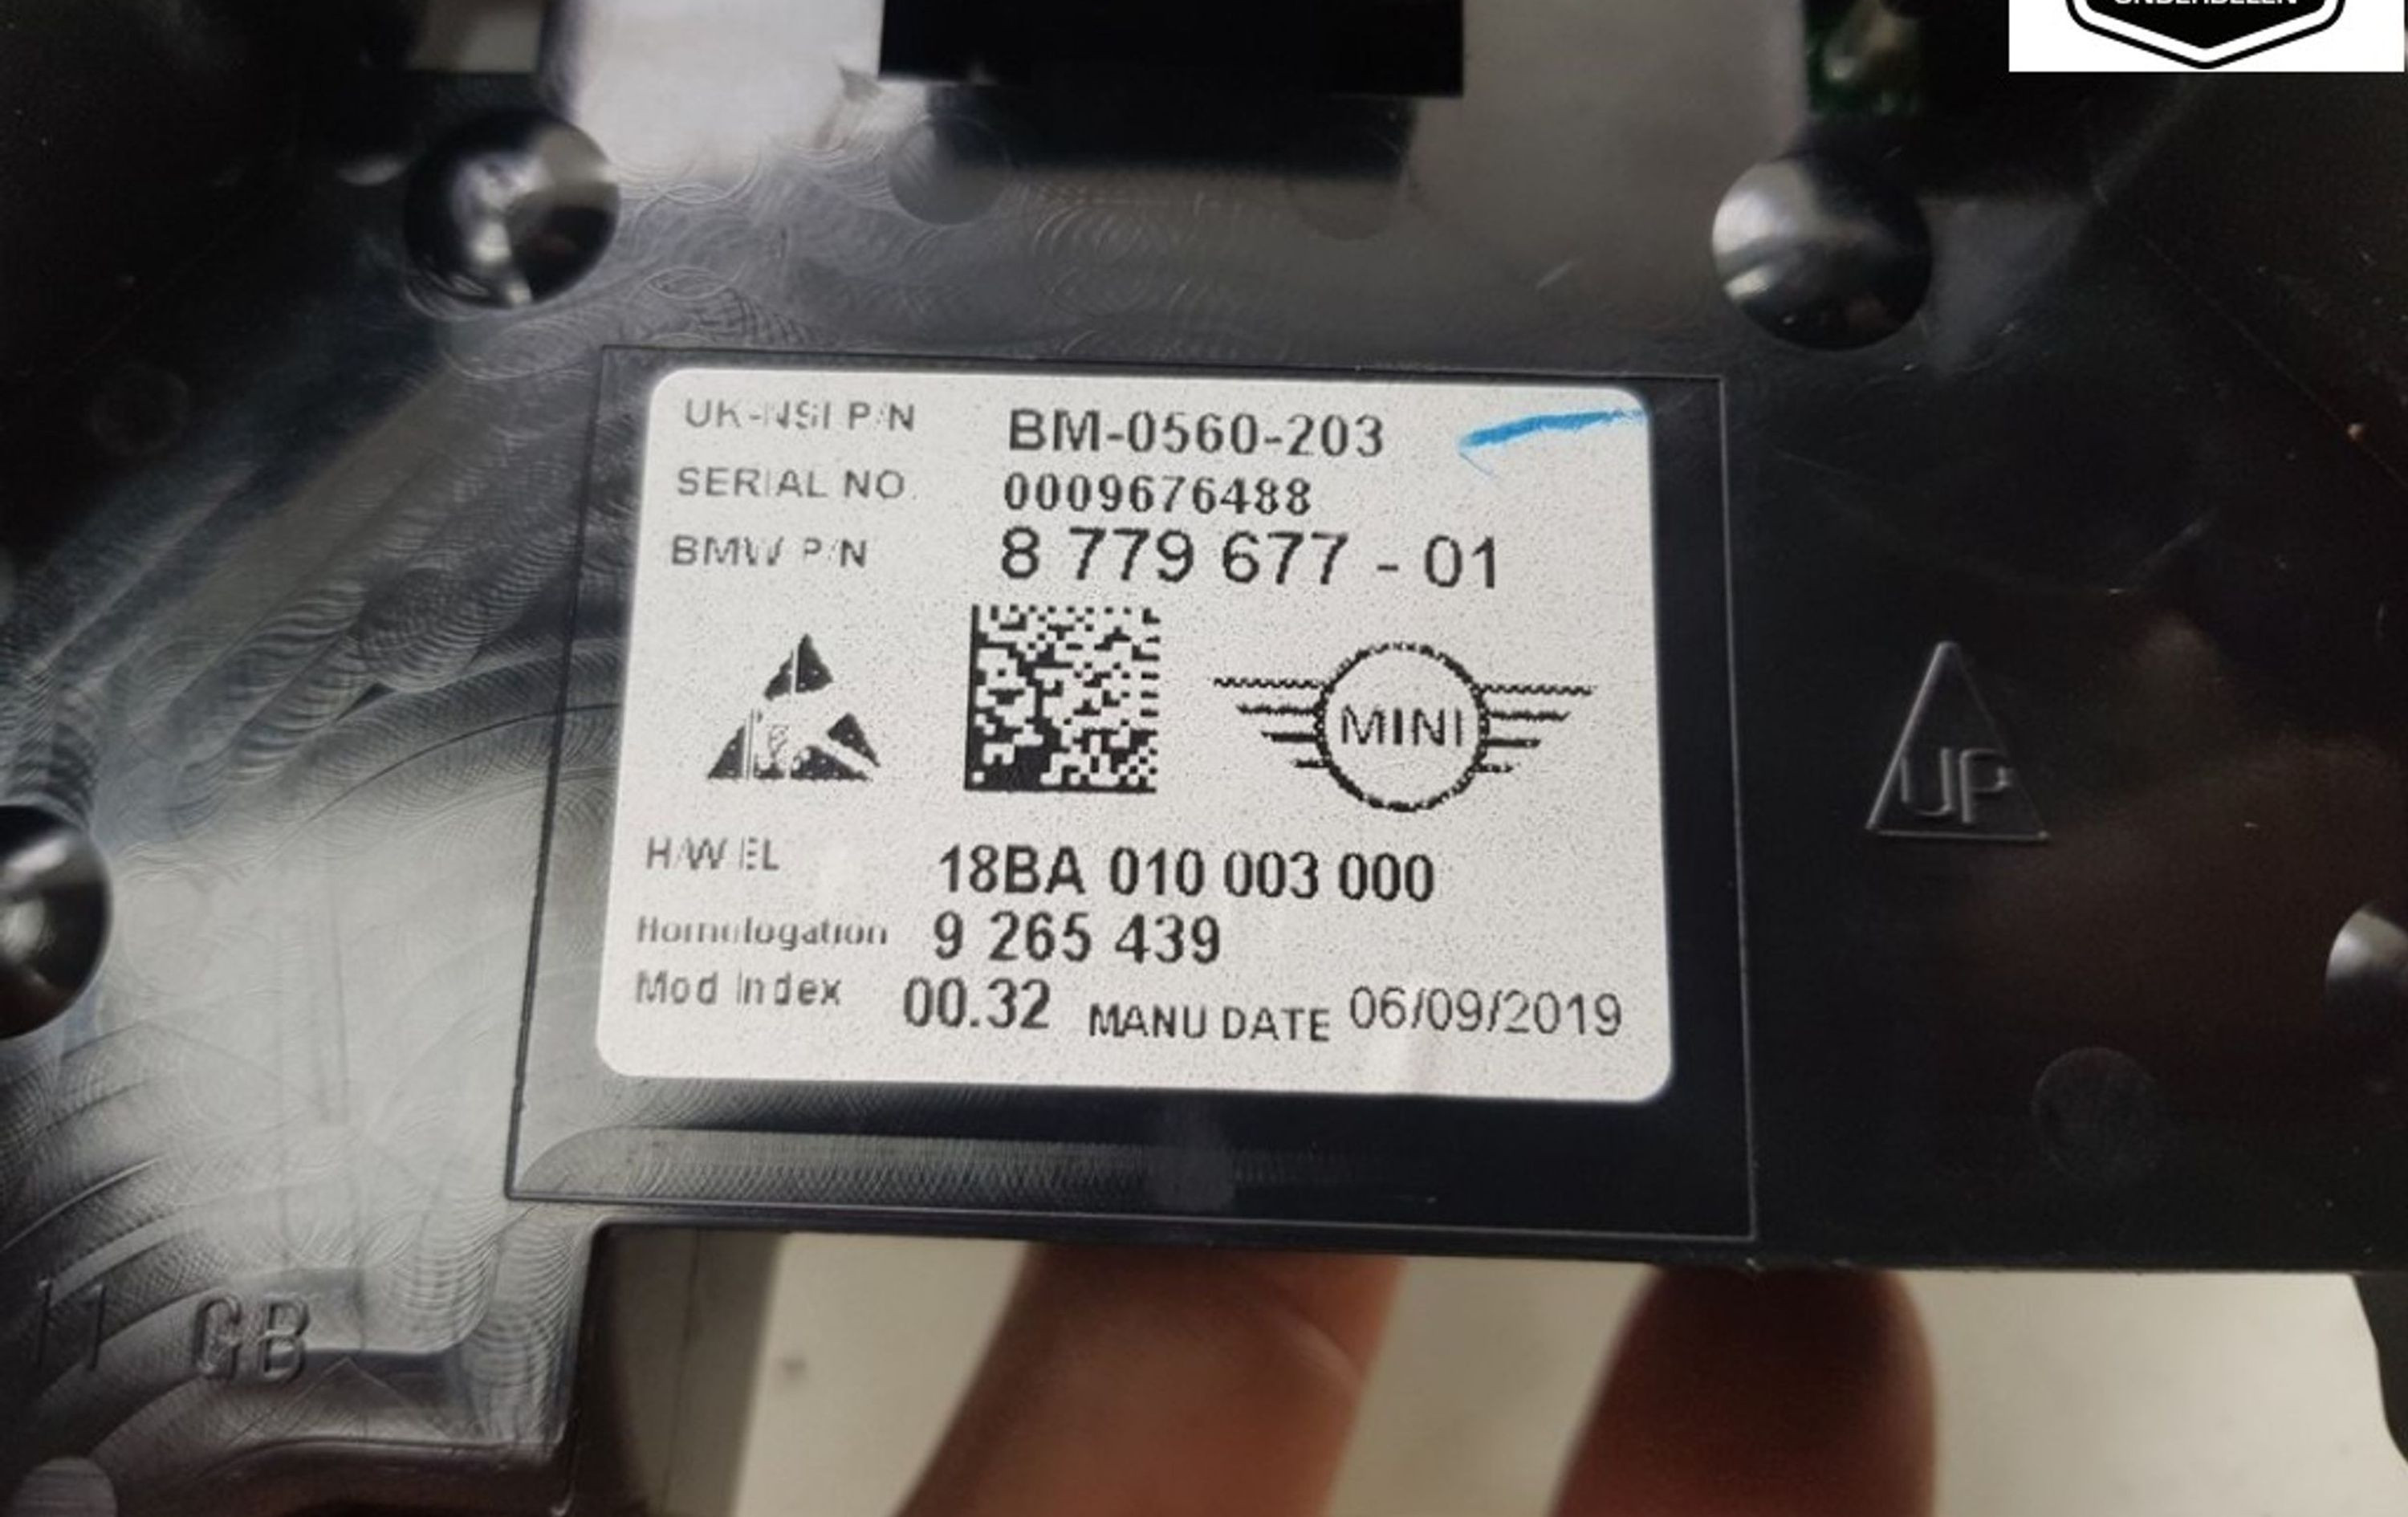 ONDERDELEN
UK-NSI P/N BM-0560-203
SERIAL NO. 0009676488
BMW P/N 8 779 677 - 01
MINI
UP
H/W EL 18BA 010 003 000
Homologation 9 265 439
Mod Index 00.32 MANU DATE 06/09/2019
GB